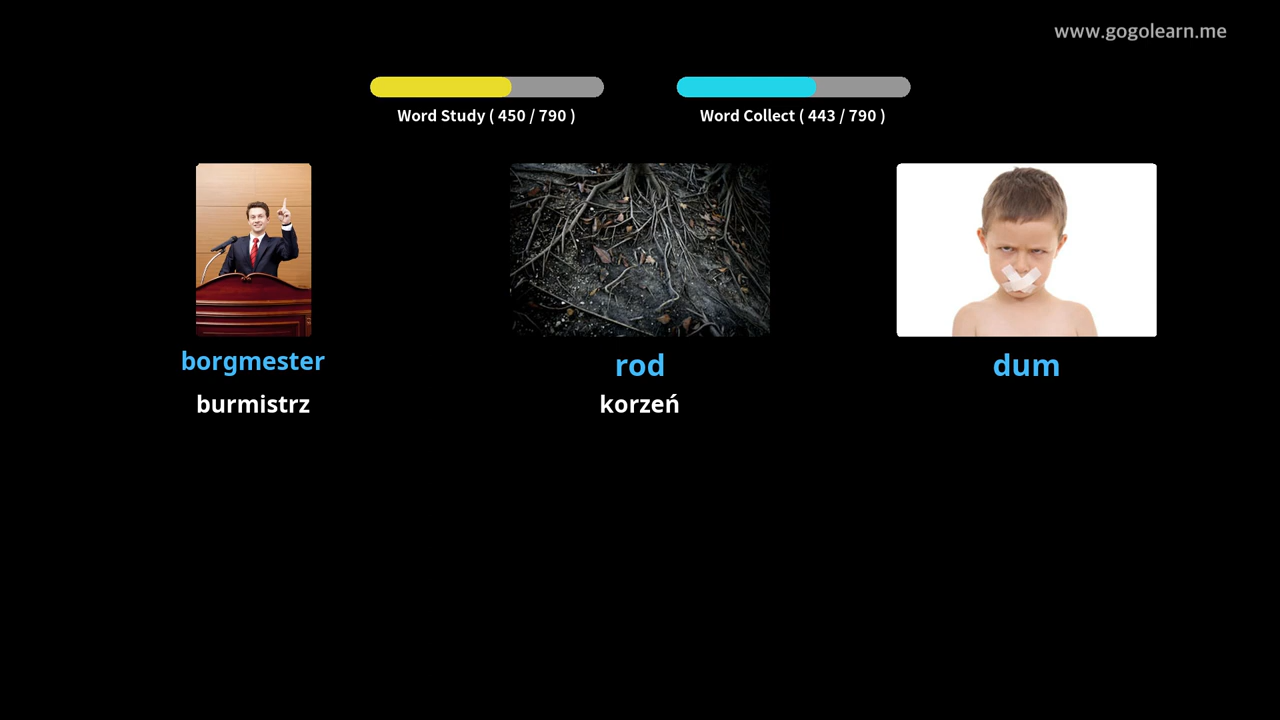 www.gogolearn.me
Word Study ( 450 / 790 )
Word Collect ( 443 / 790 )
borgmester
rod
dum
burmistrz
korzeń